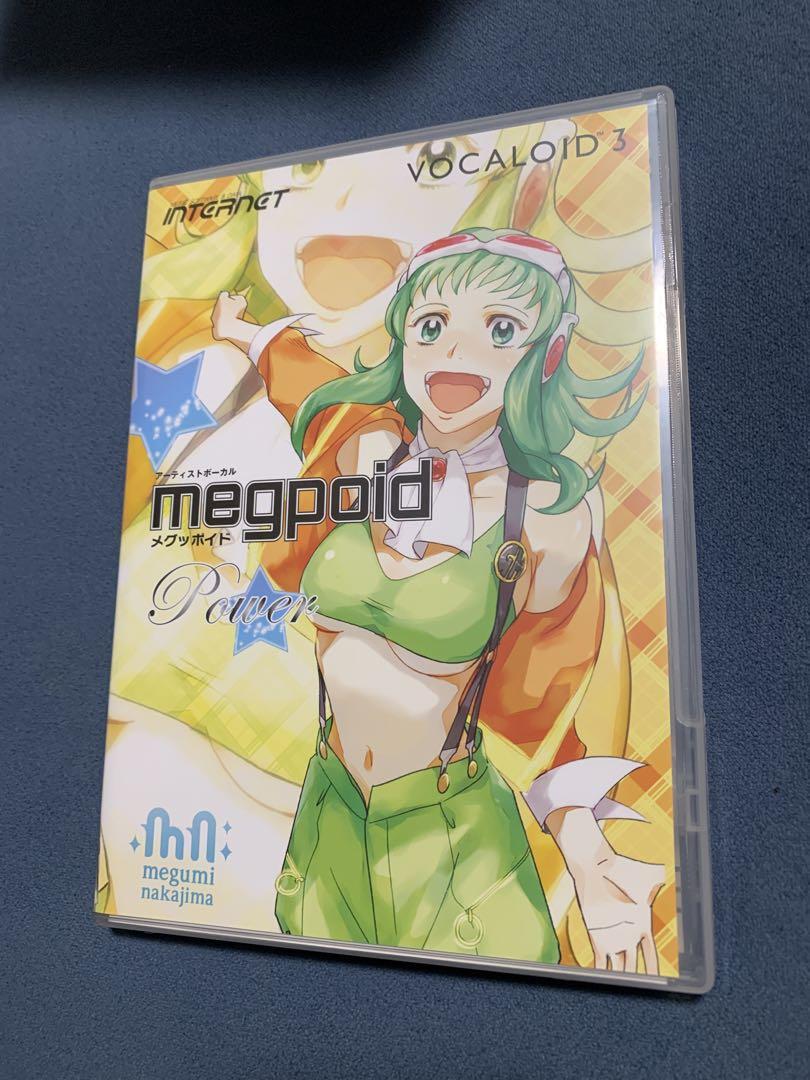 VOCALOID™ 3
INTERNET
アーティストボーカル
megpoid
メグッポイド
Power
megumi
nakajima